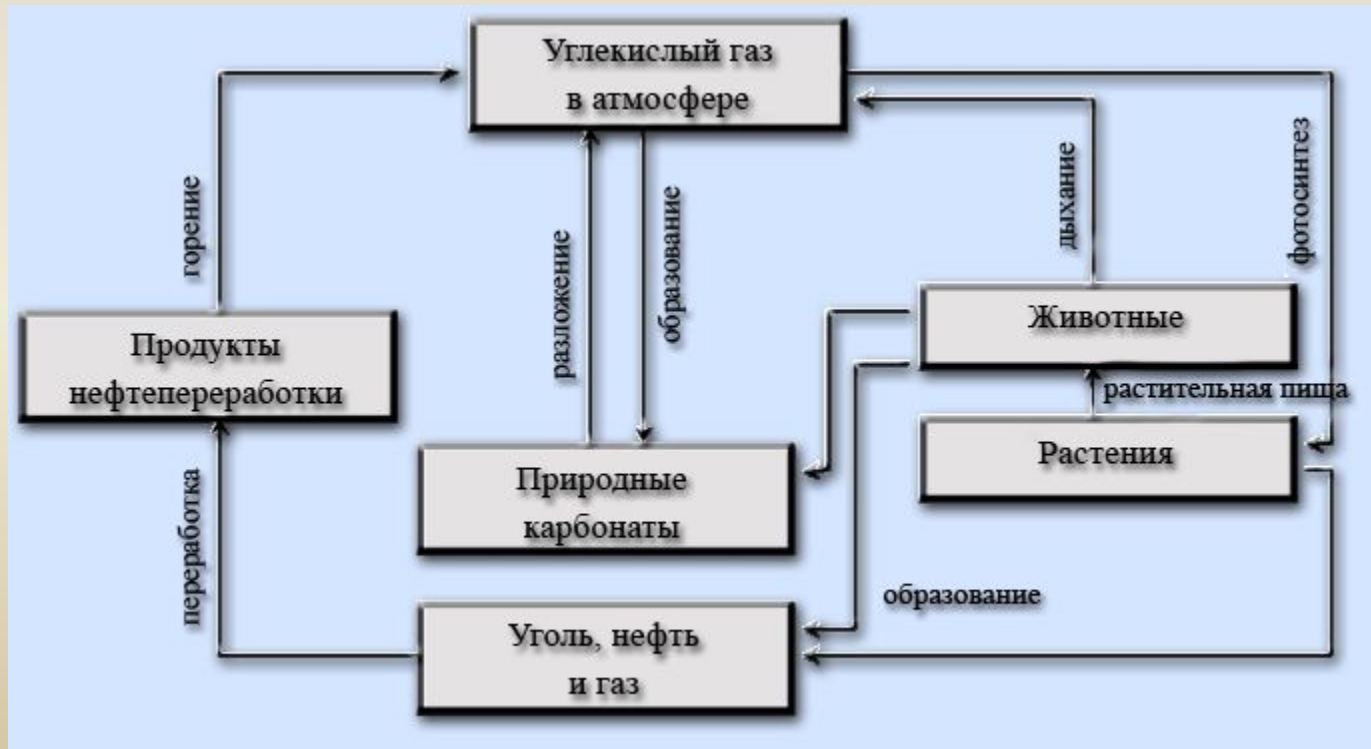 Углекислый газ
в атмосфере
горение
разложение
образование
дыхание
фотосинтез
Продукты
нефтепереработки
Животные
растительная пища
Растения
Природные
карбонаты
переработка
образование
Уголь, нефть
и газ